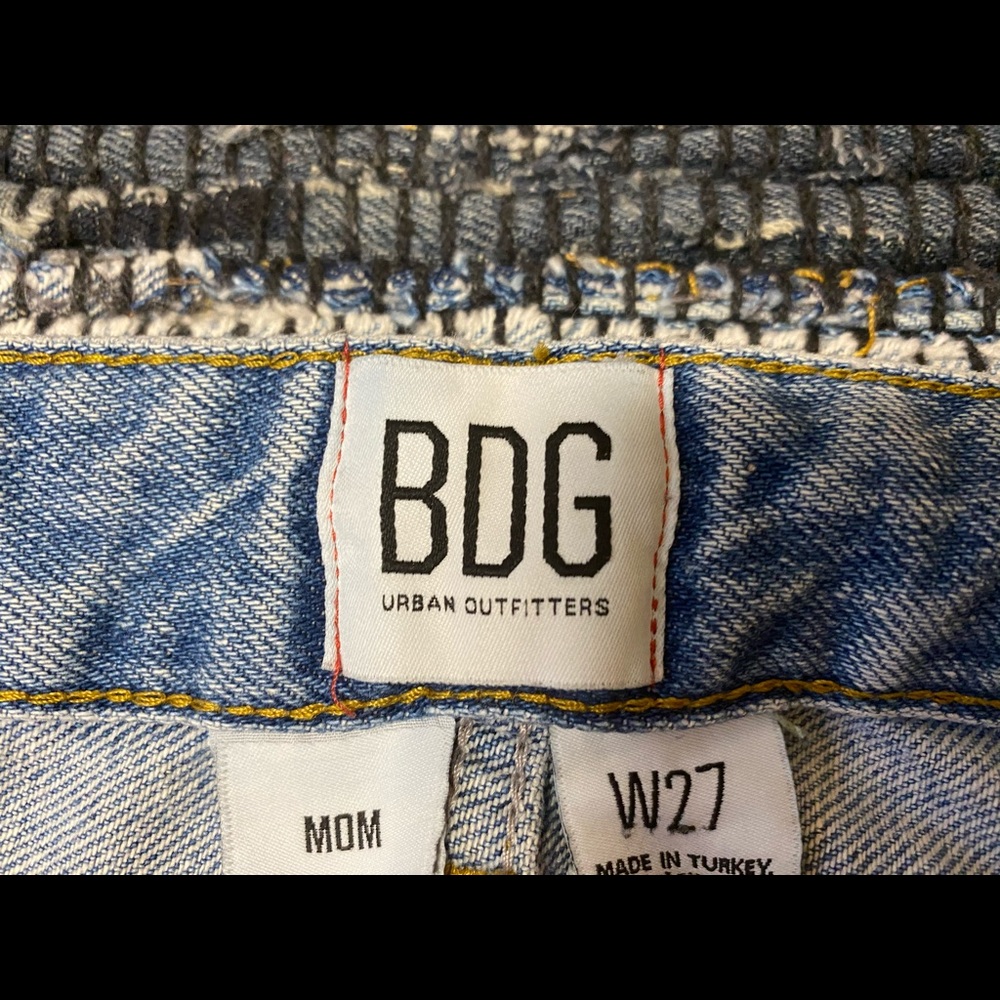 BDG
URBAN OUTFITTERS
MOM
W27
MADE IN TURKEY.